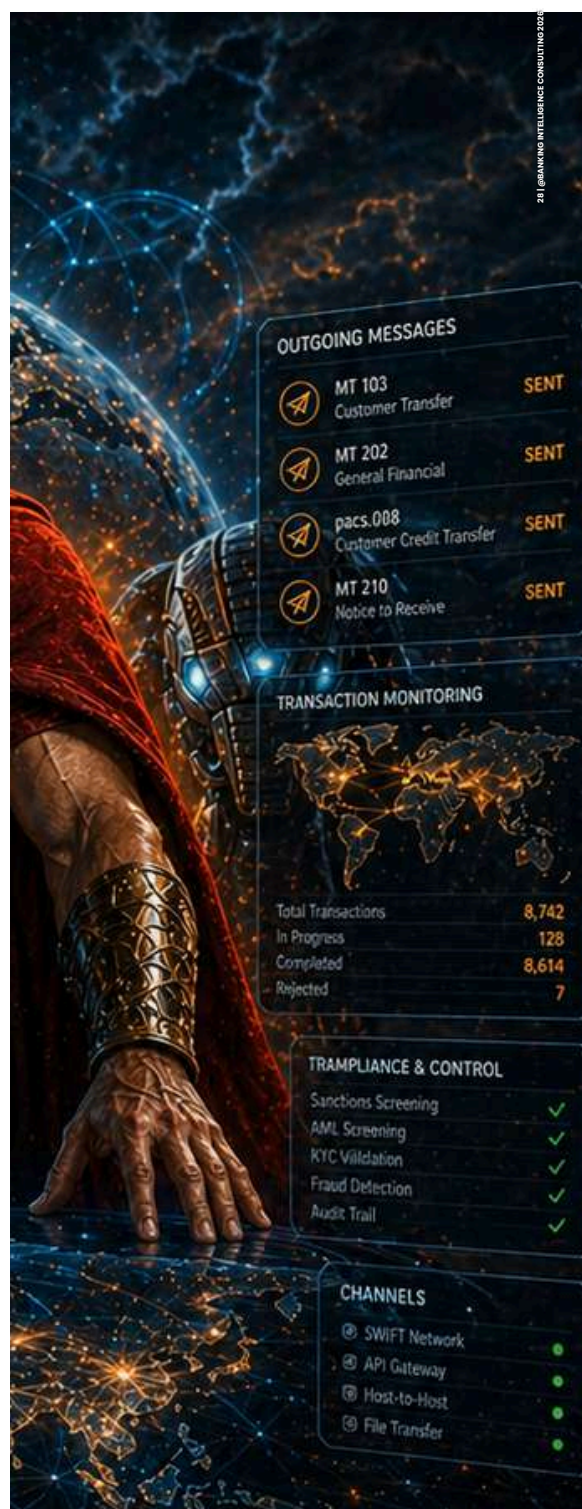 28 | @BANKING INTELLIGENCE CONSULTING2026
OUTGOING MESSAGES
MT 103 SENT
Customer Transfer
MT 202 SENT
General Financial
pacs.008 SENT
Customer Credit Transfer
MT 210 SENT
Notice to Receive
TRANSACTION MONITORING
Total Transactions 8,742
In Progress 128
Completed 8,614
Rejected 7
TRAMPLIANCE & CONTROL
Sanctions Screening
AML Screening
KYC Vilidation
Fraud Detection
Audit Trail
CHANNELS
SWIFT Network
API Gateway
Host-to-Host
File Transfer